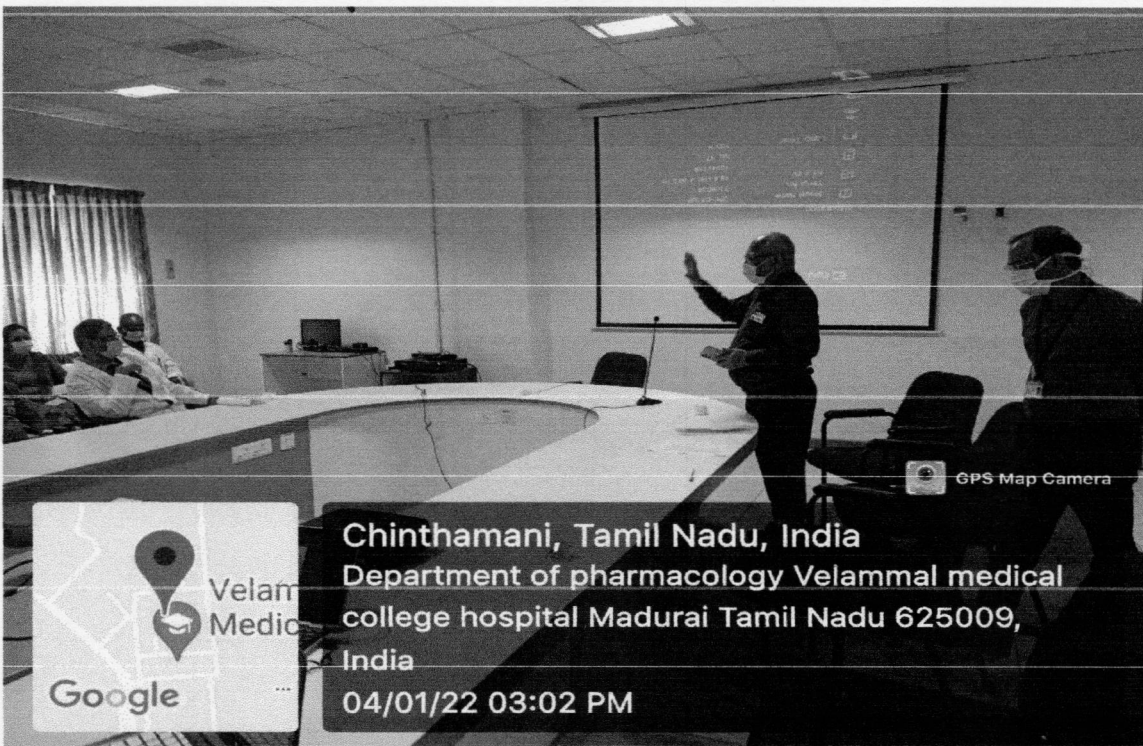 GPS Map Camera
Velam
Medic
Google
Chinthamani, Tamil Nadu, India
Department of pharmacology Velammal medical
college hospital Madurai Tamil Nadu 625009,
India
04/01/22 03:02 PM